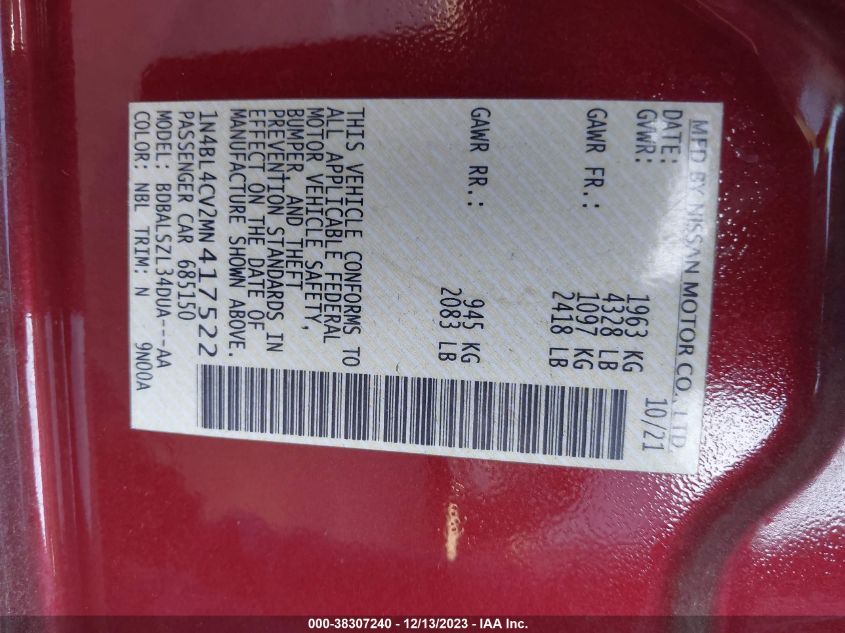 MFD BY NISSAN MOTOR CO., LTD.
DATE: 10/21
GVWR: 1963 KG
4328 LB
GAWR FR.: 1097 KG
2418 LB
GAWR RR.: 945 KG
2083 LB
THIS VEHICLE CONFORMS TO
ALL APPLICABLE FEDERAL
MOTOR VEHICLE SAFETY,
BUMPER, AND THEFT
PREVENTION STANDARDS IN
EFFECT ON THE DATE OF
MANUFACTURE SHOWN ABOVE.
1N4BL4CV2MN417522
PASSENGER CAR 685150
MODEL: BDBALSZL34DUA---AA
COLOR: NBL TRIM: N 9N00A
000-38307240 - 12/13/2023 - IAA Inc.